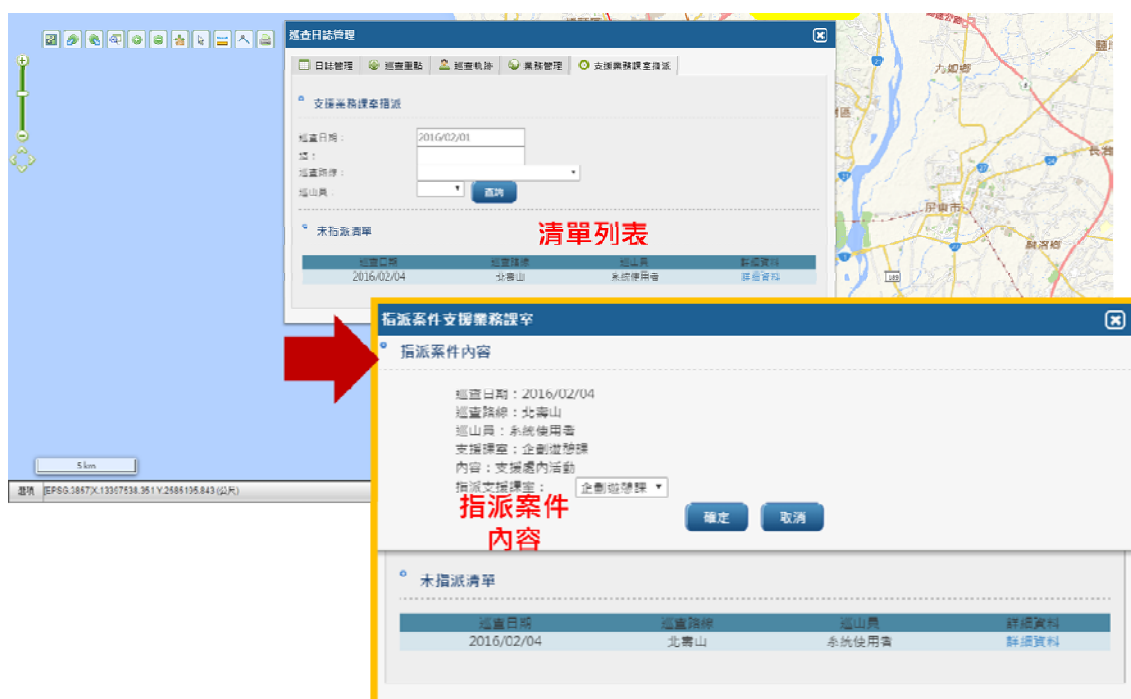 巡查日誌管理
日誌管理 巡查重點 巡查軌跡 業務管理 支援業務課室指派
支援業務課室指派
巡查日期：
2016/02/01
巡查路線：
巡山員：
查詢
未指派清單
清單列表
巡查日期 巡查路線 巡山員 詳細資料
2016/02/04 北壽山 系統使用者 詳細資料
九如鄉
長治
屏東市
麟洛鄉
189
5 km
(公尺)
指派案件支援業務課室
指派案件內容
巡查日期：2016/02/04
巡查路線：北壽山
巡山員：系統使用者
支援課室：企劃遊憩課
內容：支援處內活動
指派支援課室： 企劃遊憩課
指派案件
內容
確定 取消
未指派清單
巡查日期 巡查路線 巡山員 詳細資料
2016/02/04 北壽山 系統使用者 詳細資料